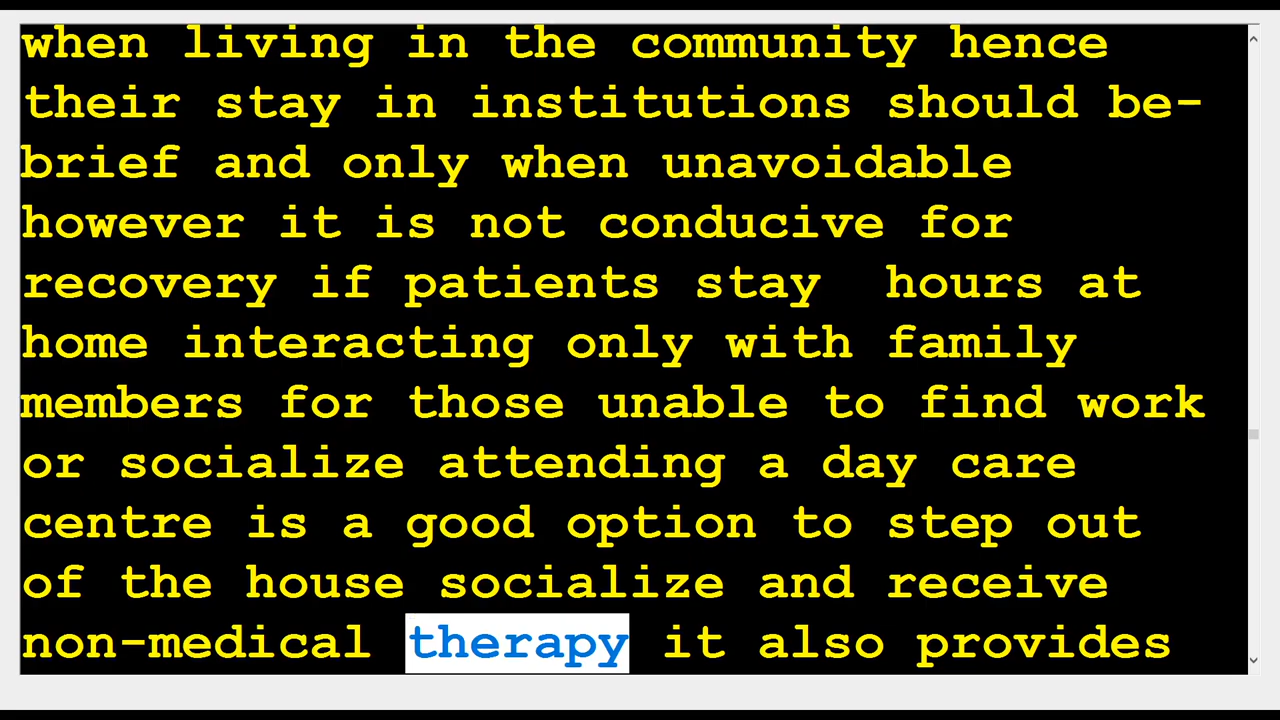 when living in the community hence
their stay in institutions should be-
brief and only when unavoidable
however it is not conducive for
recovery if patients stay  hours at
home interacting only with family
members for those unable to find work
or socialize attending a day care
centre is a good option to step out
of the house socialize and receive
non-medical therapy it also provides